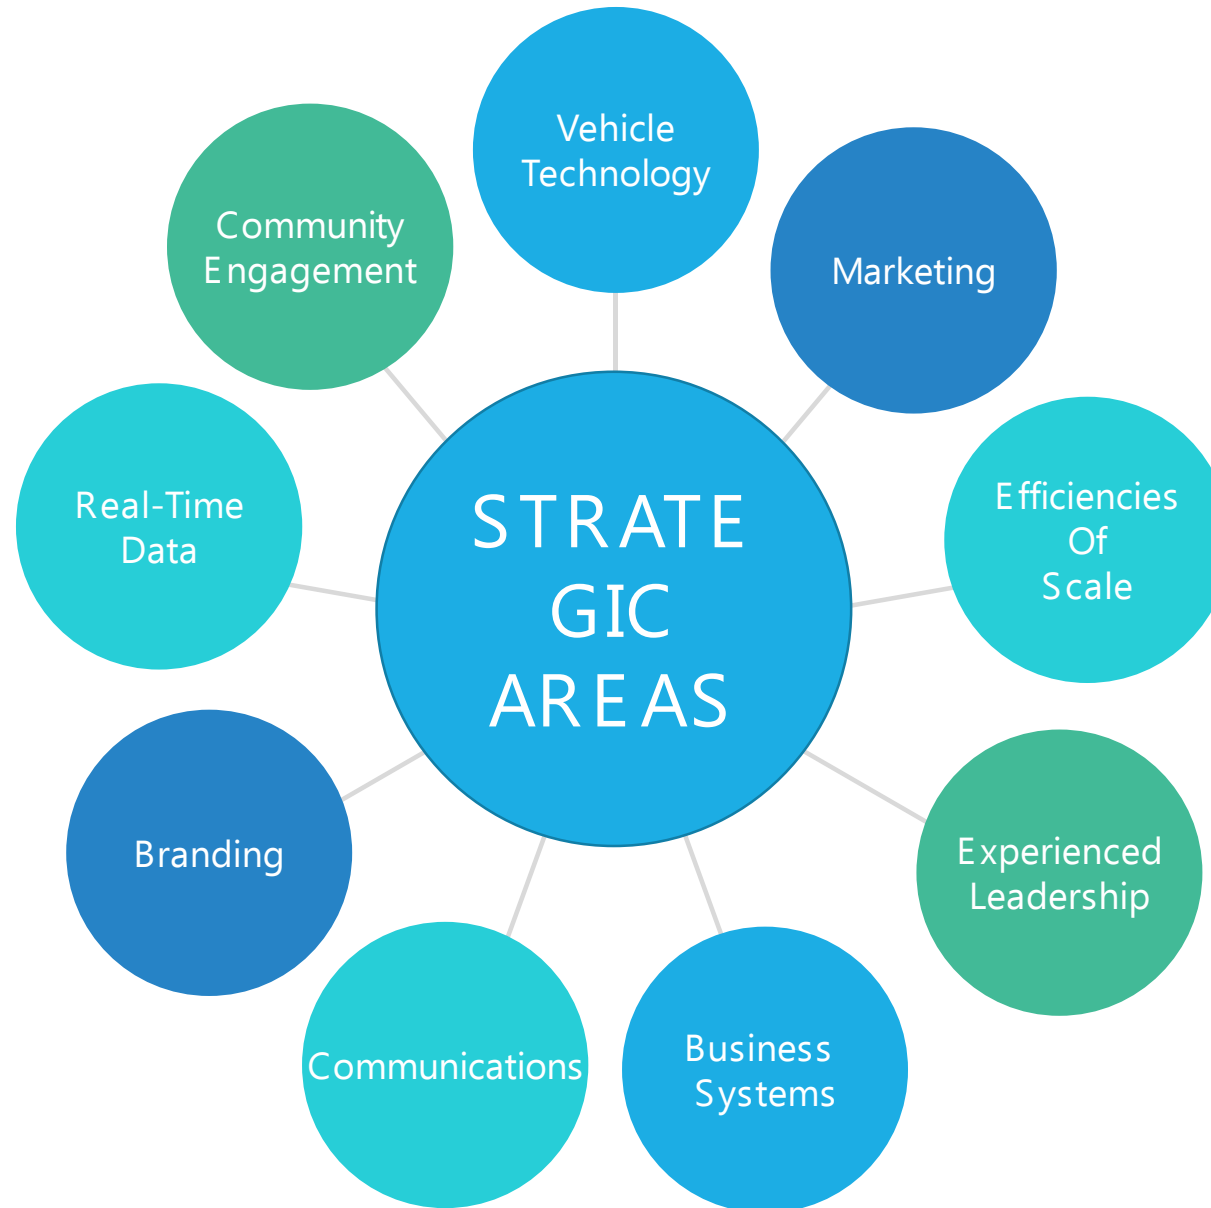 Vehicle
Technology
Marketing
Efficiencies
Of
Scale
Experienced
Leadership
Business
Systems
Communications
Branding
Real-Time
Data
Community
Engagement
STRATE
GIC
AREAS